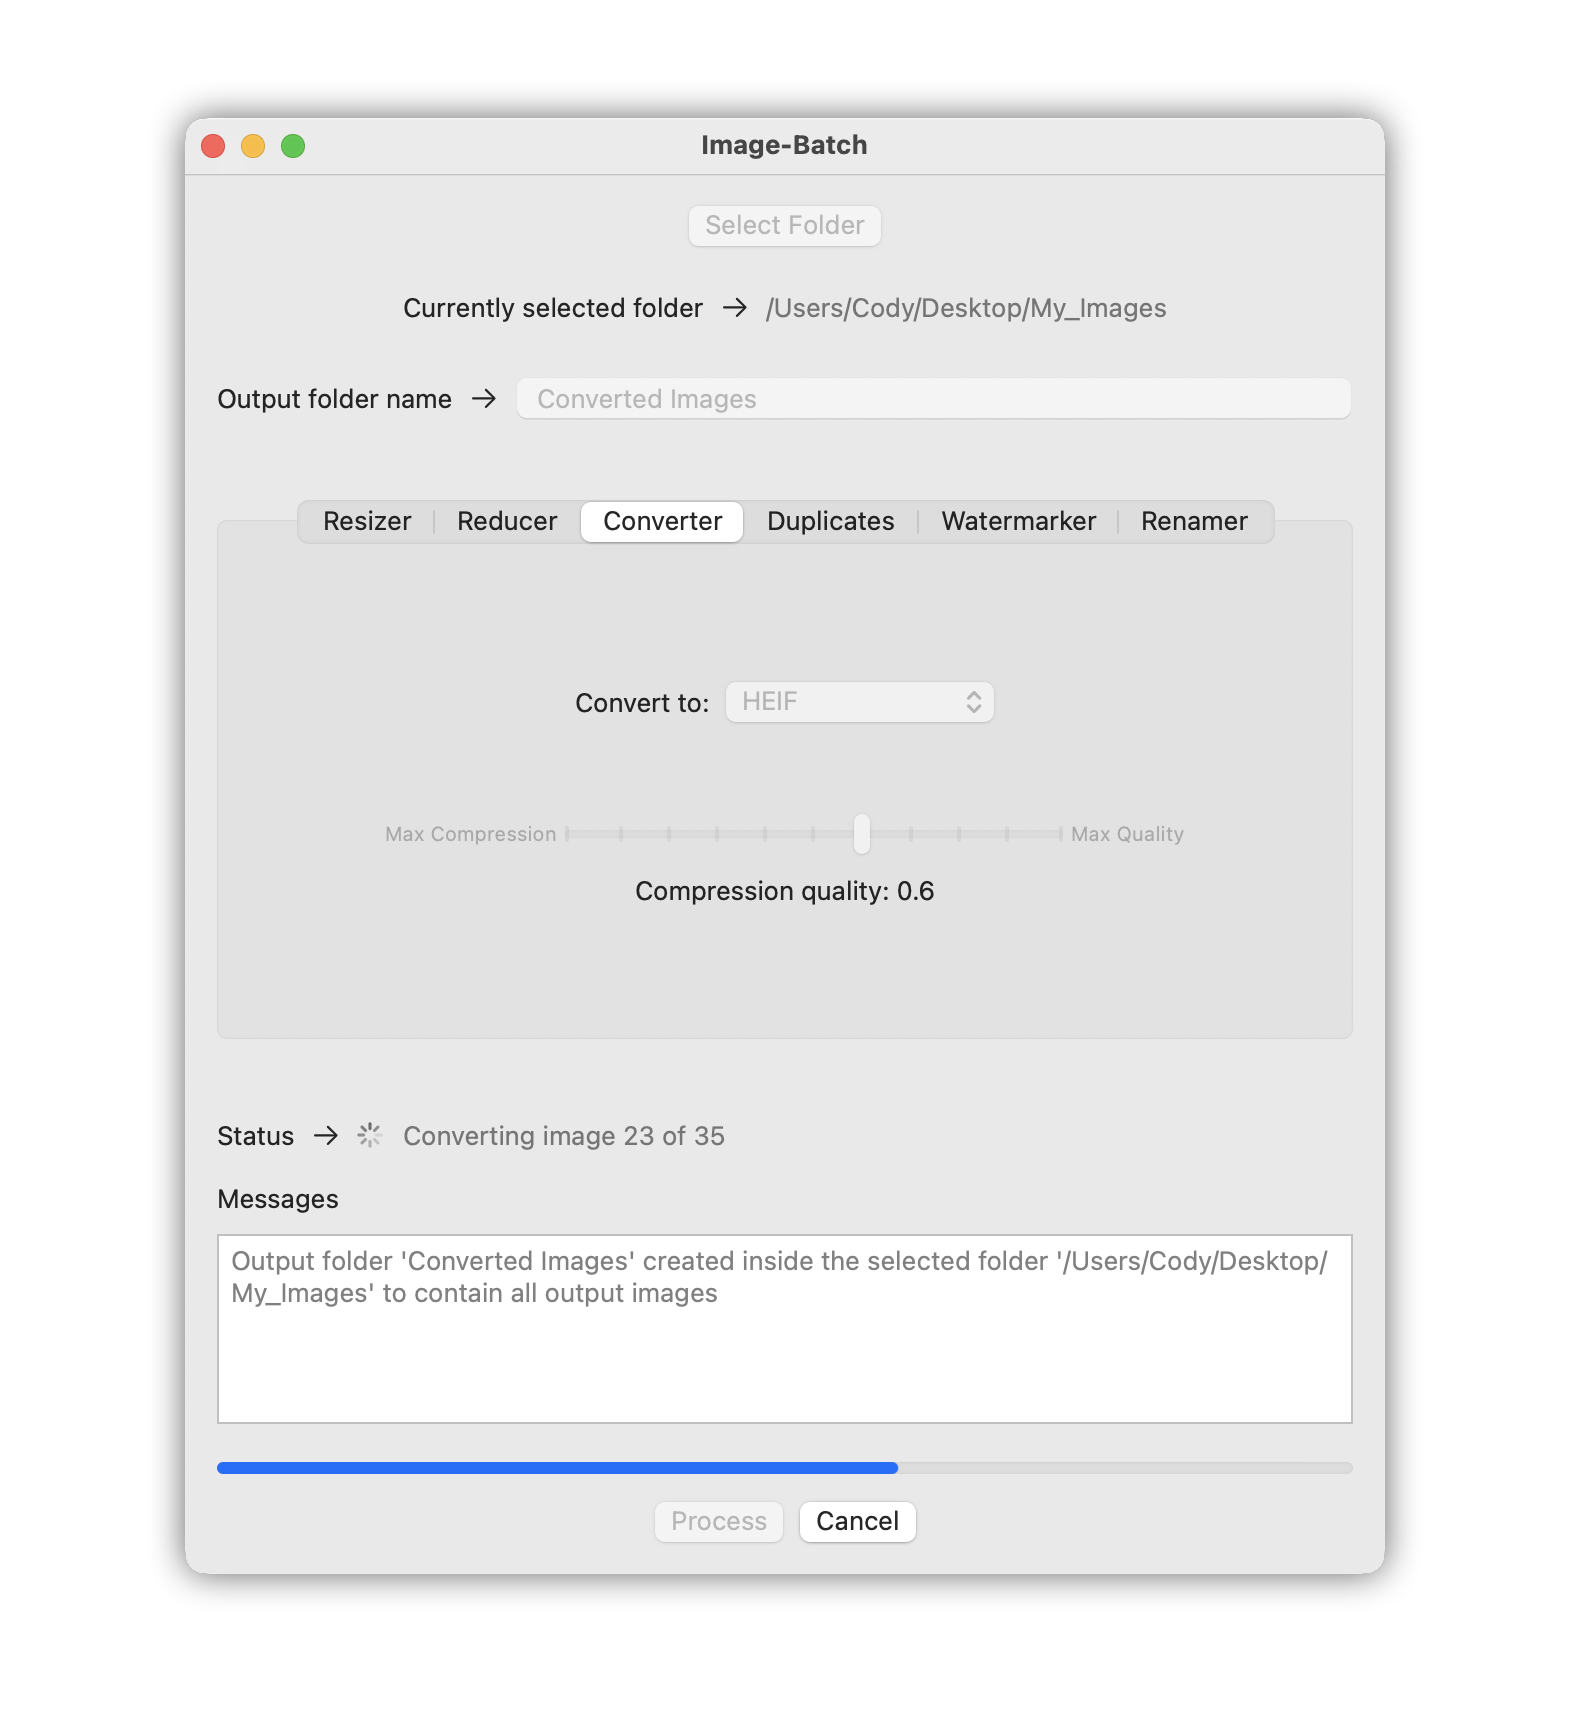 Image-Batch
Select Folder
Currently selected folder → /Users/Cody/Desktop/My_Images
Output folder name → Converted Images
Resizer Reducer Converter Duplicates Watermarker Renamer
Convert to: HEIF
Max Compression Max Quality
Compression quality: 0.6
Status → Converting image 23 of 35
Messages
Output folder 'Converted Images' created inside the selected folder '/Users/Cody/Desktop/
My_Images' to contain all output images
Process Cancel